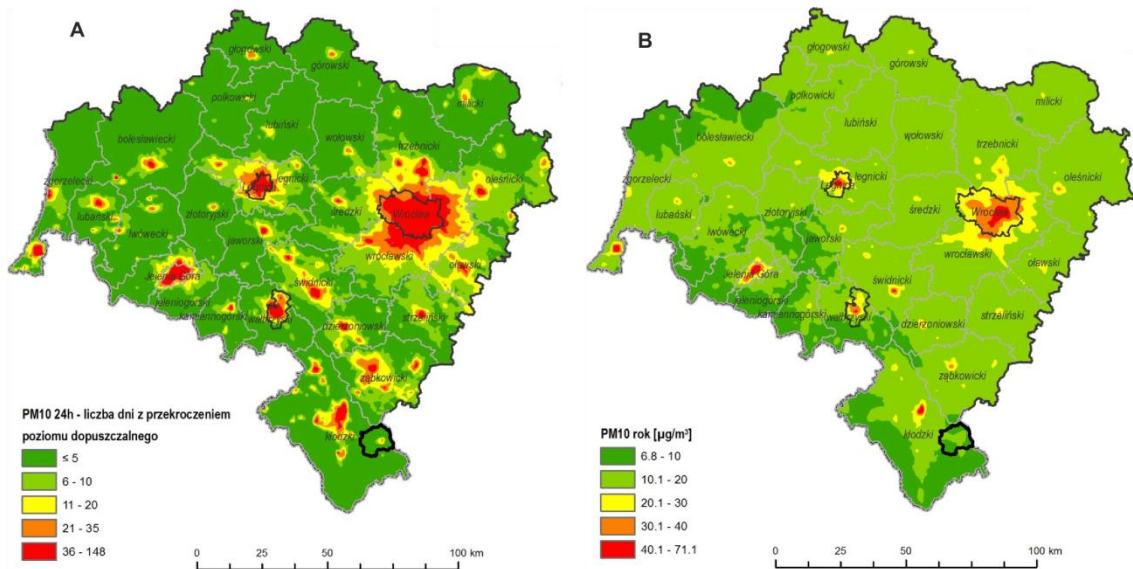 A
głogowski
górowski
polkowicki
milicki
lubiński
bolesławiecki
wołowski
trzebnicki
zgorzelecki
legnicki
Legnica
oleśnicki
lubański
złotoryjski
średzki
Wrocław
lwówecki
jaworski
wrocławski
Jelenia Góra
oławski
świdnicki
jeleniogórski
kamiennogórski
wałbrzyski
strzeliński
dzierżoniowski
ząbkowicki
kłodzki
PM10 24h - liczba dni z przekroczeniem
poziomu dopuszczalnego
≤ 5
6 - 10
11 - 20
21 - 35
36 - 148
0 25 50 100 km
B
głogowski
górowski
polkowicki
milicki
lubiński
bolesławiecki
wołowski
trzebnicki
zgorzelecki
legnicki
Legnica
oleśnicki
lubański
złotoryjski
średzki
Wrocław
lwówecki
jaworski
wrocławski
Jelenia Góra
oławski
świdnicki
jeleniogórski
kamiennogórski
wałbrzyski
strzeliński
dzierżoniowski
ząbkowicki
kłodzki
PM10 rok [µg/m³]
6.8 - 10
10.1 - 20
20.1 - 30
30.1 - 40
40.1 - 71.1
0 25 50 100 km